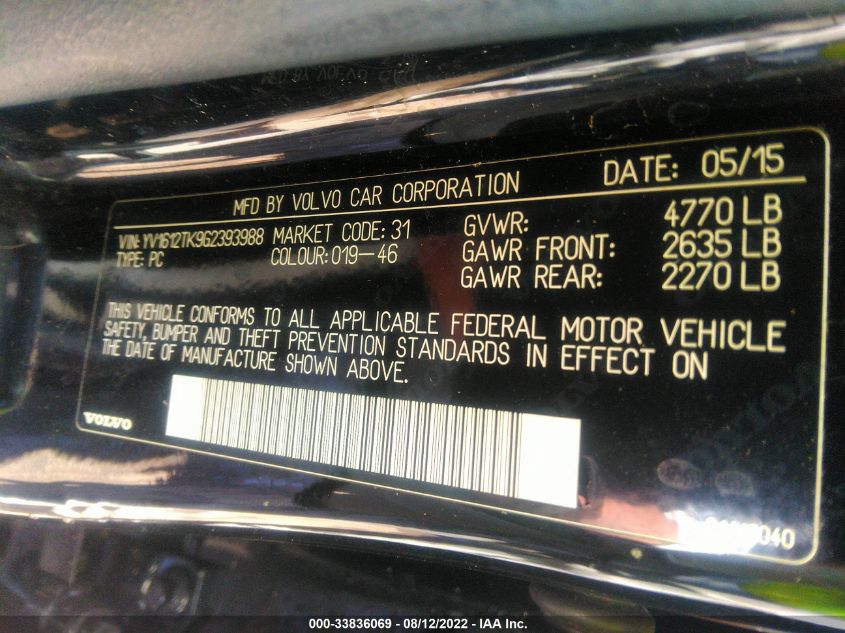 MFD BY VOLVO CAR CORPORATION DATE: 05/15
VIN: YV1612TK9G2393988 MARKET CODE: 31 GVWR: 4770 LB
TYPE: PC COLOUR: 019-46 GAWR FRONT: 2635 LB
GAWR REAR: 2270 LB
THIS VEHICLE CONFORMS TO ALL APPLICABLE FEDERAL MOTOR VEHICLE
SAFETY, BUMPER AND THEFT PREVENTION STANDARDS IN EFFECT ON
THE DATE OF MANUFACTURE SHOWN ABOVE.
VOLVO
000-33836069 - 08/12/2022 - IAA Inc.